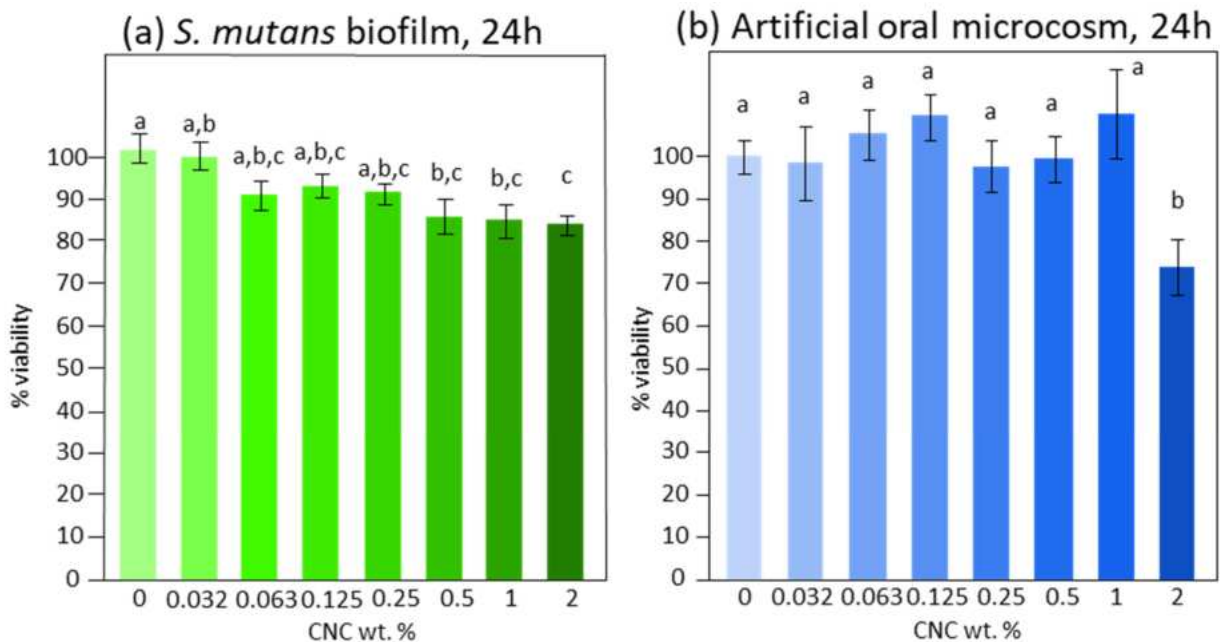 (a) S. mutans biofilm, 24h
% viability
100
90
80
70
60
50
40
30
20
10
0
a
a,b
a,b,c
a,b,c
a,b,c
b,c
b,c
c
0 0.032 0.063 0.125 0.25 0.5 1 2
CNC wt. %
(b) Artificial oral microcosm, 24h
% viability
100
90
80
70
60
50
40
30
20
10
0
a
a
a
a
a
a
a
b
0 0.032 0.063 0.125 0.25 0.5 1 2
CNC wt. %